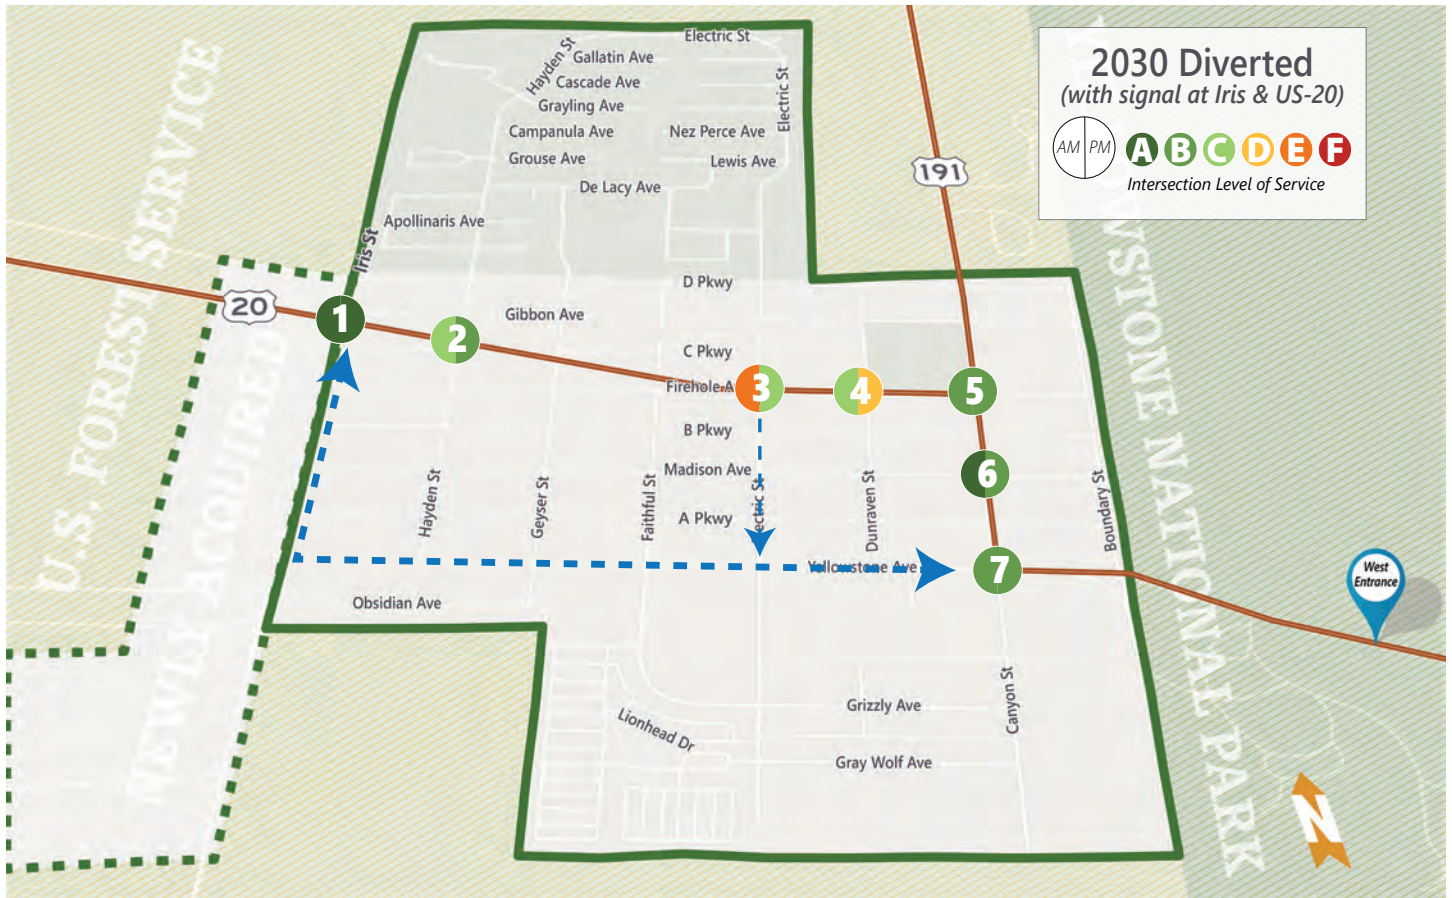 2030 Diverted
(with signal at Iris & US-20)
AM PM
A B C D E F
Intersection Level of Service
U.S. FOREST SERVICE
NEWLY ACQUIRED
NATIONAL PARK
Electric St
Hayden St
Gallatin Ave
Cascade Ave
Electric St
Grayling Ave
Campanula Ave
Nez Perce Ave
Grouse Ave
Lewis Ave
De Lacy Ave
191
Apollinaris Ave
Iris St
D Pkwy
20
Gibbon Ave
1
2
C Pkwy
Firehole A
3
4
5
B Pkwy
Madison Ave
6
Hayden St
Geyser St
Faithful St
A Pkwy
Dunraven St
Boundary St
Yellowstone Ave
7
West
Entrance
Obsidian Ave
Canyon St
Grizzly Ave
Lionhead Dr
Gray Wolf Ave
N